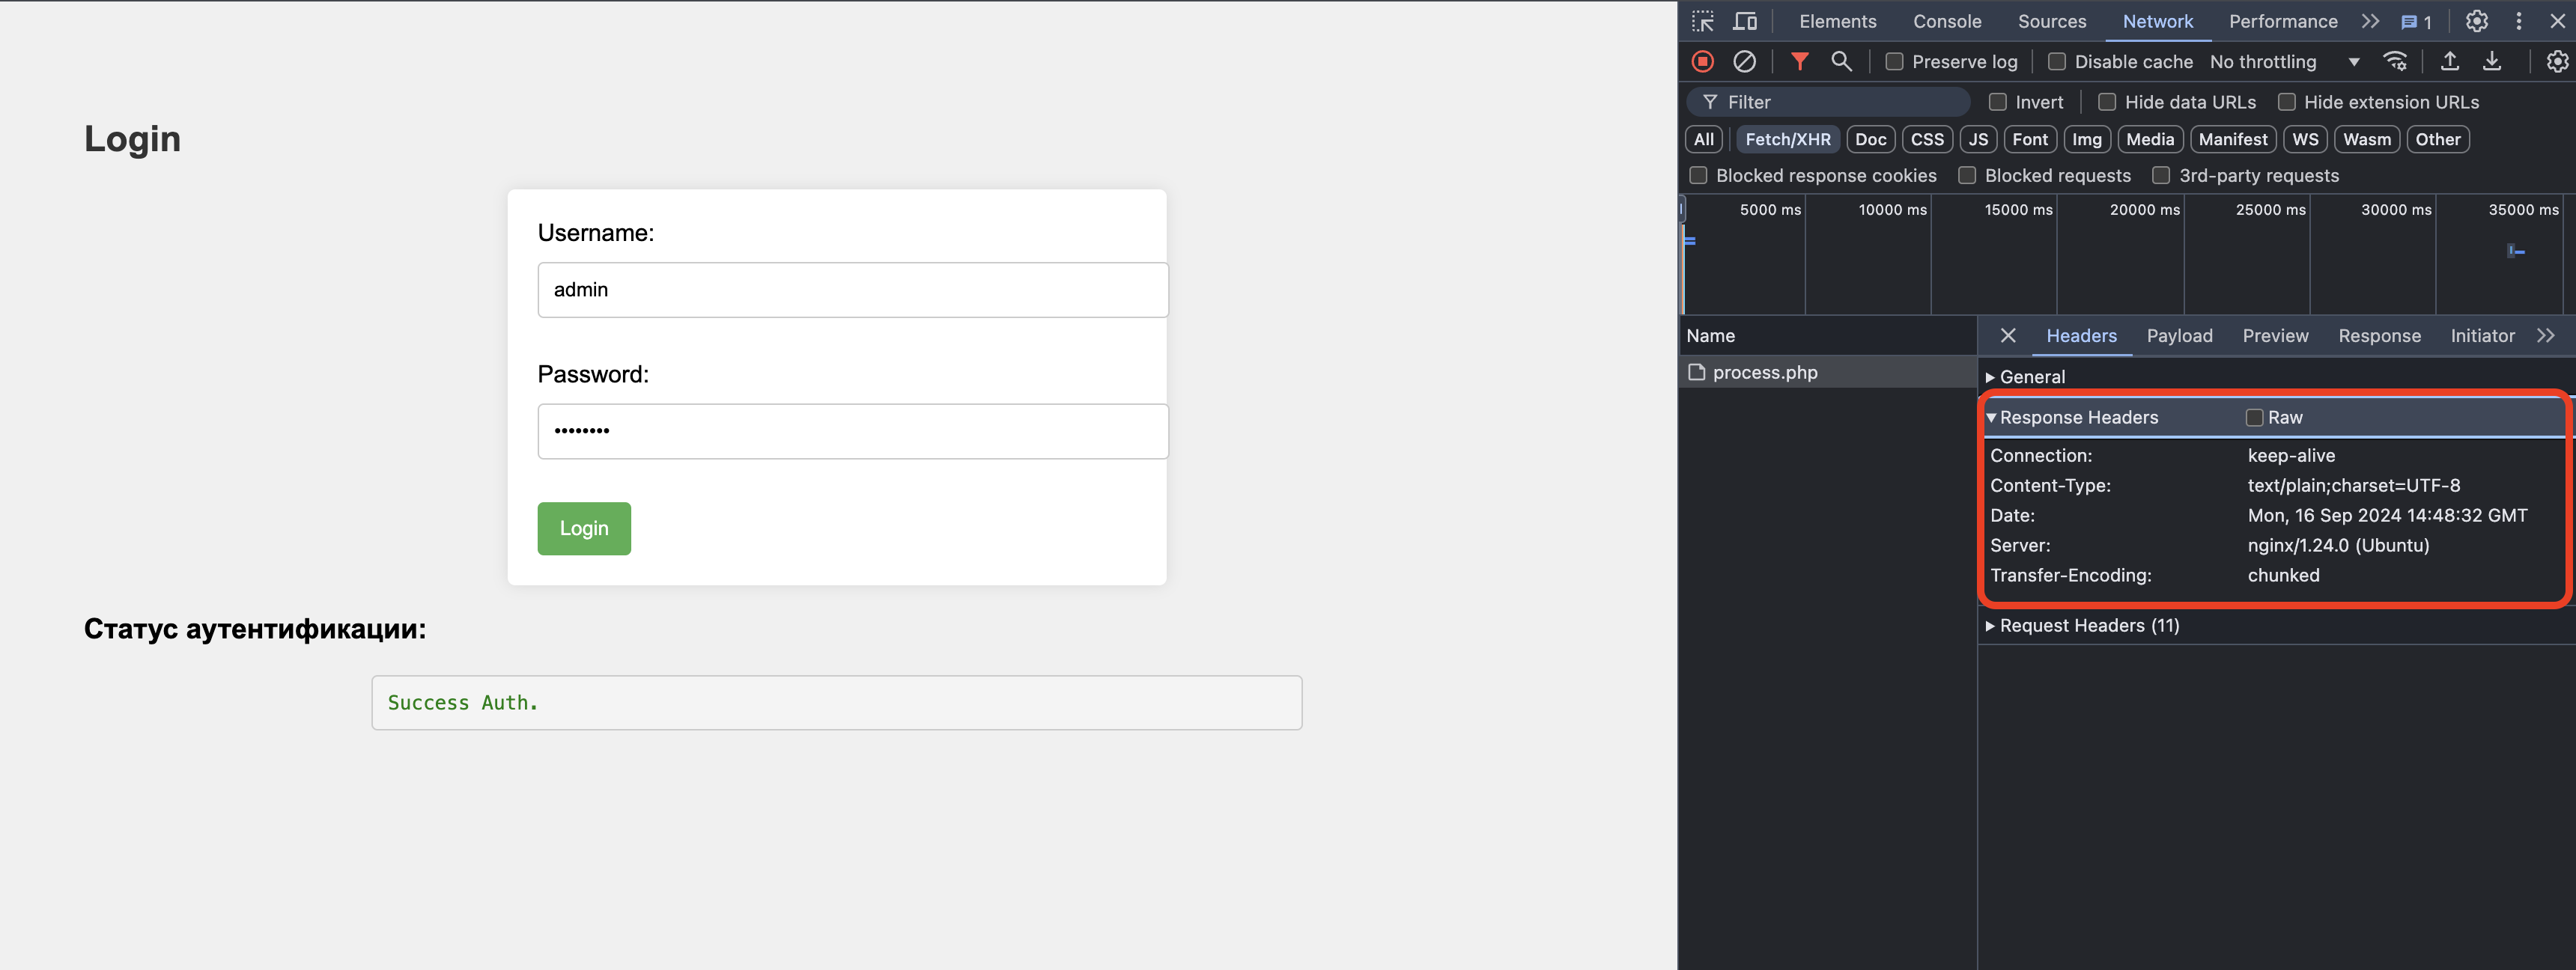 Login
Username:
admin
Password:
••••••••
Login
Статус аутентификации:
Success Auth.
Elements Console Sources Network Performance 1
Preserve log Disable cache No throttling
Filter Invert Hide data URLs Hide extension URLs
All Fetch/XHR Doc CSS JS Font Img Media Manifest WS Wasm Other
Blocked response cookies Blocked requests 3rd-party requests
5000 ms 10000 ms 15000 ms 20000 ms 25000 ms 30000 ms 35000 ms
Name
process.php
Headers Payload Preview Response Initiator
General
Response Headers Raw
Connection: keep-alive
Content-Type: text/plain;charset=UTF-8
Date: Mon, 16 Sep 2024 14:48:32 GMT
Server: nginx/1.24.0 (Ubuntu)
Transfer-Encoding: chunked
Request Headers (11)